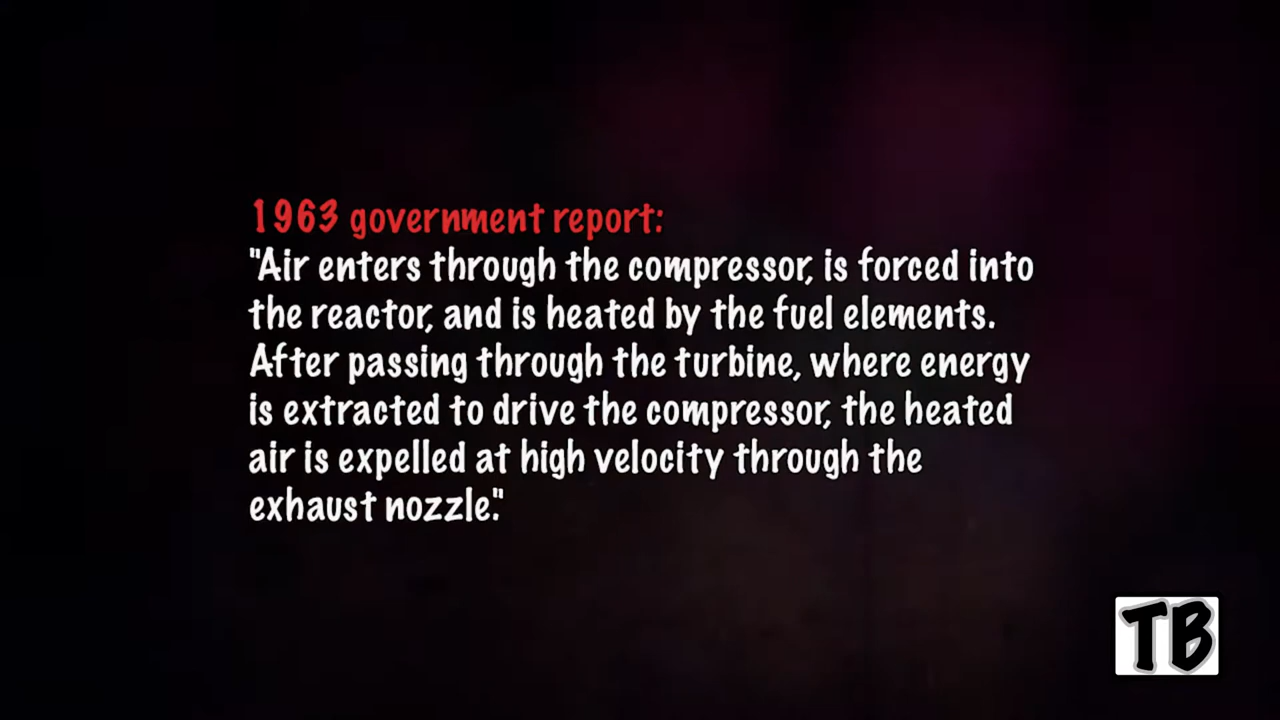 1963 government report:
"Air enters through the compressor, is forced into
the reactor, and is heated by the fuel elements.
After passing through the turbine, where energy
is extracted to drive the compressor, the heated
air is expelled at high velocity through the
exhaust nozzle."
TB